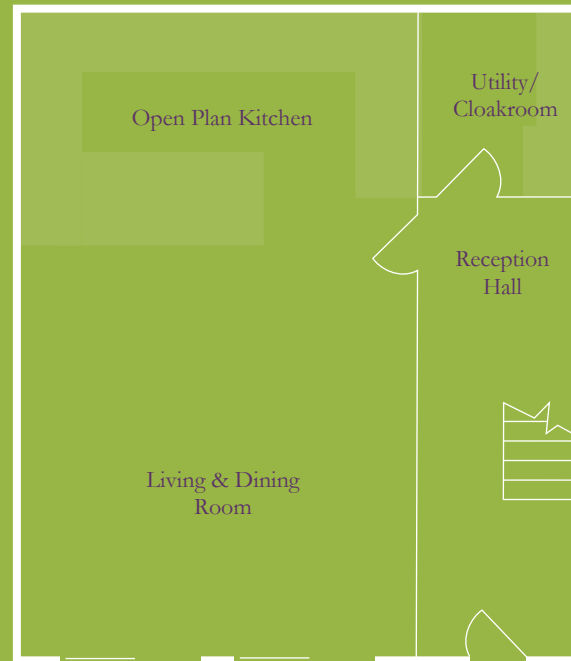 Open Plan Kitchen
Utility/
Cloakroom
Reception
Hall
Living & Dining
Room